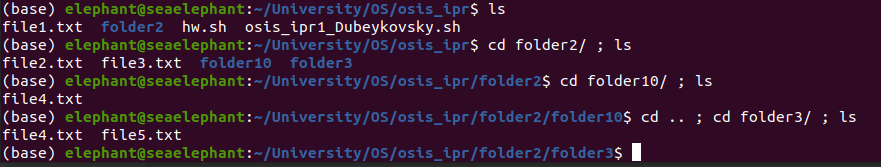 (base) elephant@seaelephant:~/University/OS/osis_ipr$ ls
file1.txt  folder2  hw.sh  osis_ipr1_Dubeykovsky.sh
(base) elephant@seaelephant:~/University/OS/osis_ipr$ cd folder2/ ; ls
file2.txt  file3.txt  folder10  folder3
(base) elephant@seaelephant:~/University/OS/osis_ipr/folder2$ cd folder10/ ; ls
file4.txt
(base) elephant@seaelephant:~/University/OS/osis_ipr/folder2/folder10$ cd .. ; cd folder3/ ; ls
file4.txt  file5.txt
(base) elephant@seaelephant:~/University/OS/osis_ipr/folder2/folder3$